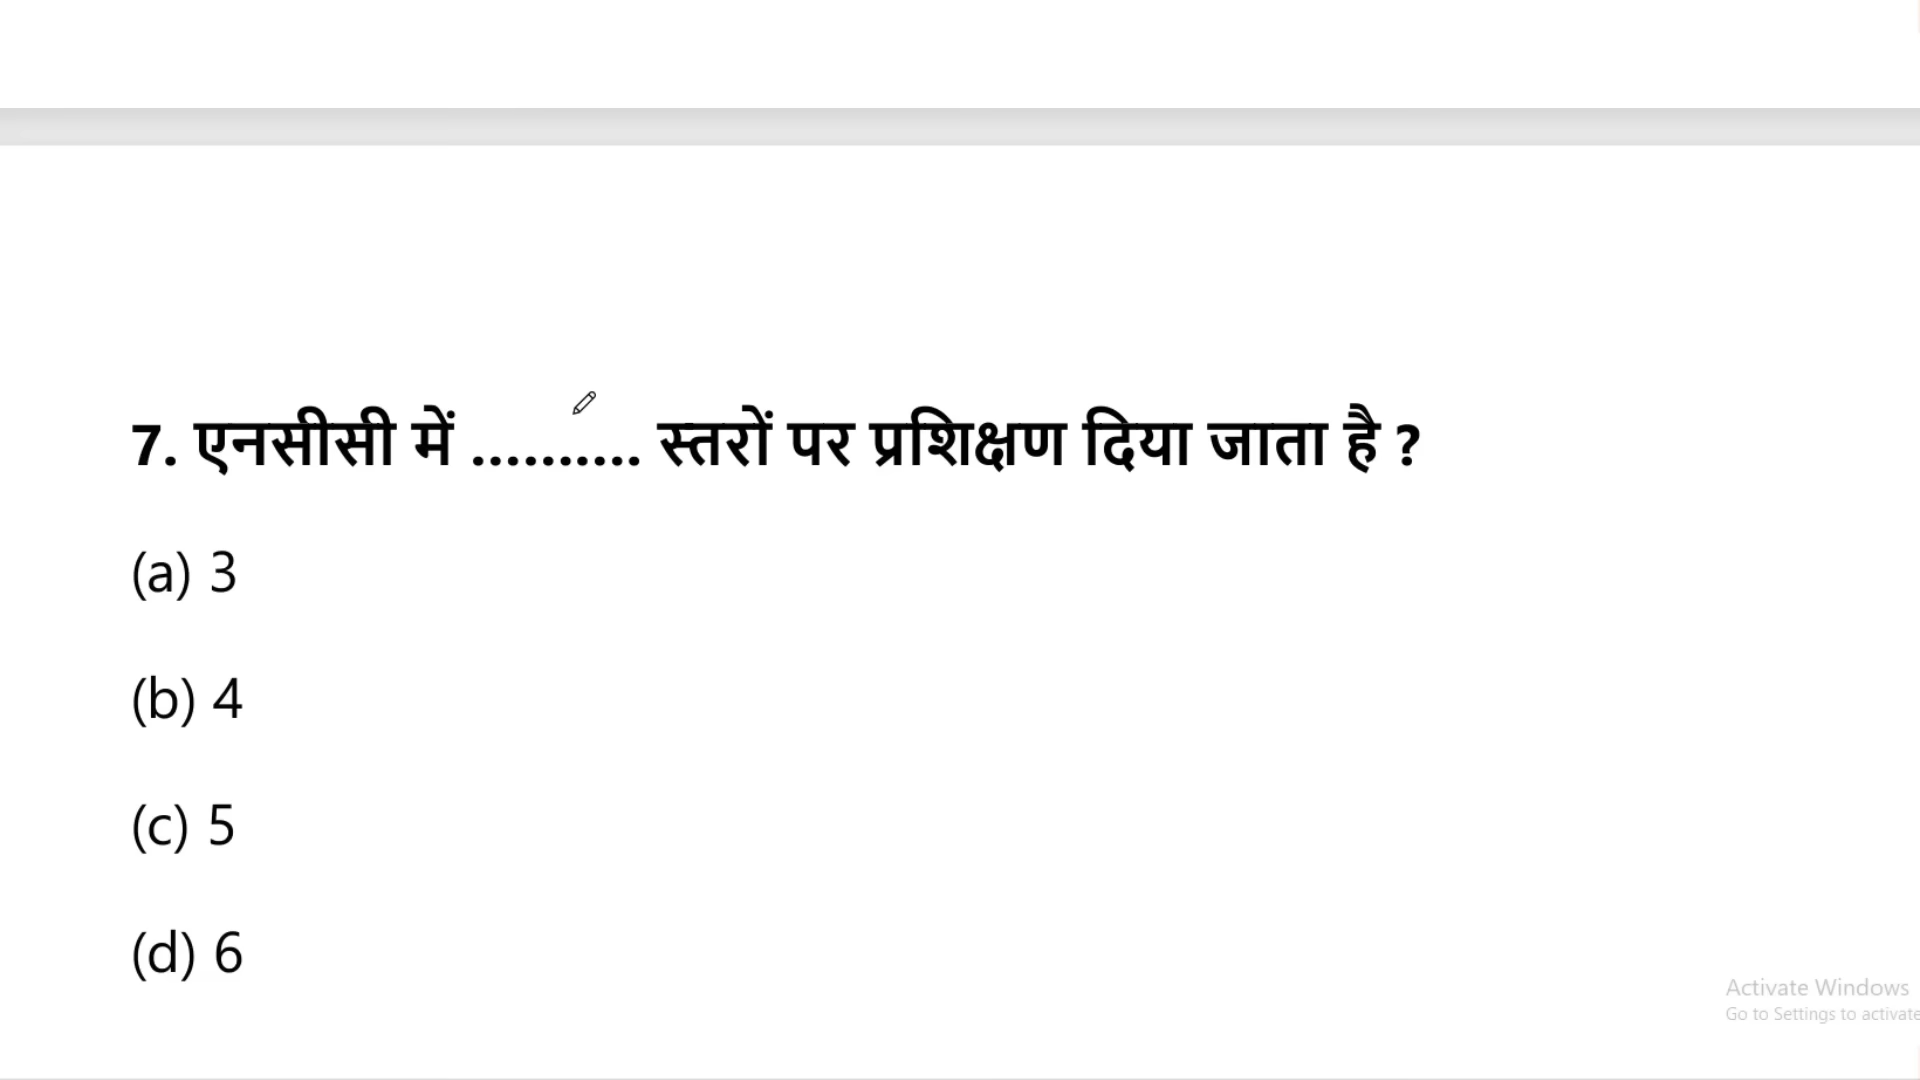 7. एनसीसी में .......... स्तरों पर प्रशिक्षण दिया जाता है ?
(a) 3
(b) 4
(c) 5
(d) 6
Activate Windows
Go to Settings to activate